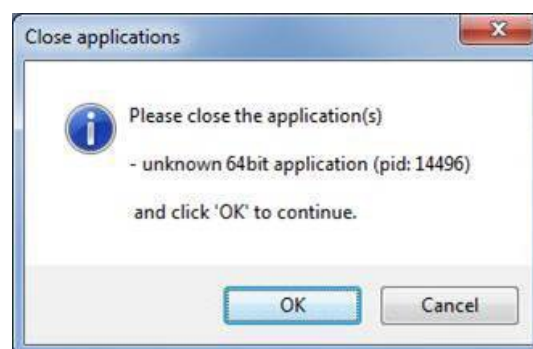 Close applications
Please close the application(s)
- unknown 64bit application (pid: 14496)
and click 'OK' to continue.
OK
Cancel